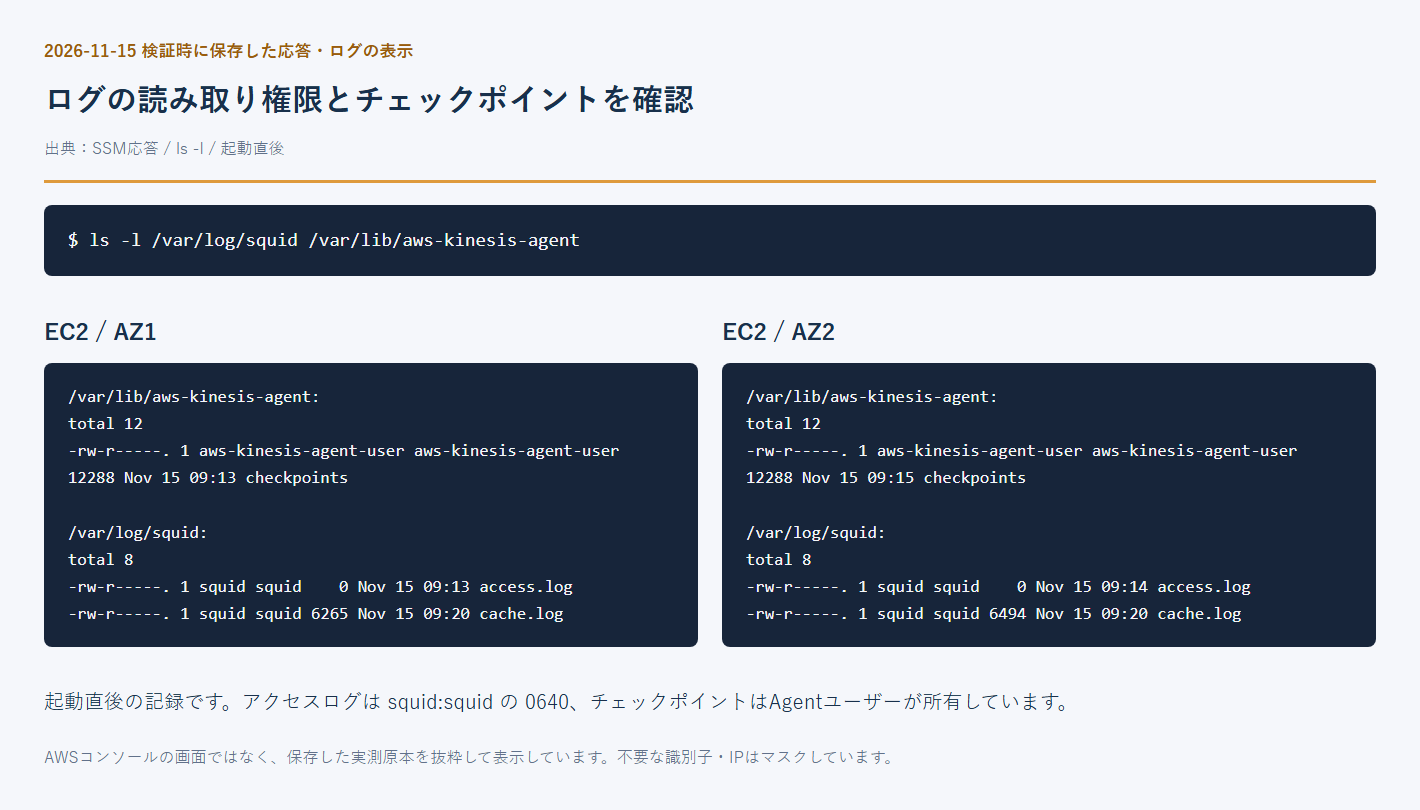 2026-11-15 検証時に保存した応答・ログの表示
ログの読み取り権限とチェックポイントを確認
出典：SSM応答 / ls -l / 起動直後
$ ls -l /var/log/squid /var/lib/aws-kinesis-agent
EC2 / AZ1
/var/lib/aws-kinesis-agent:
total 12
-rw-r-----. 1 aws-kinesis-agent-user aws-kinesis-agent-user
12288 Nov 15 09:13 checkpoints
/var/log/squid:
total 8
-rw-r-----. 1 squid squid    0 Nov 15 09:13 access.log
-rw-r-----. 1 squid squid 6265 Nov 15 09:20 cache.log
EC2 / AZ2
/var/lib/aws-kinesis-agent:
total 12
-rw-r-----. 1 aws-kinesis-agent-user aws-kinesis-agent-user
12288 Nov 15 09:15 checkpoints
/var/log/squid:
total 8
-rw-r-----. 1 squid squid    0 Nov 15 09:14 access.log
-rw-r-----. 1 squid squid 6494 Nov 15 09:20 cache.log
起動直後の記録です。アクセスログは squid:squid の 0640、チェックポイントはAgentユーザーが所有しています。
AWSコンソールの画面ではなく、保存した実測原本を抜粋して表示しています。不要な識別子・IPはマスクしています。